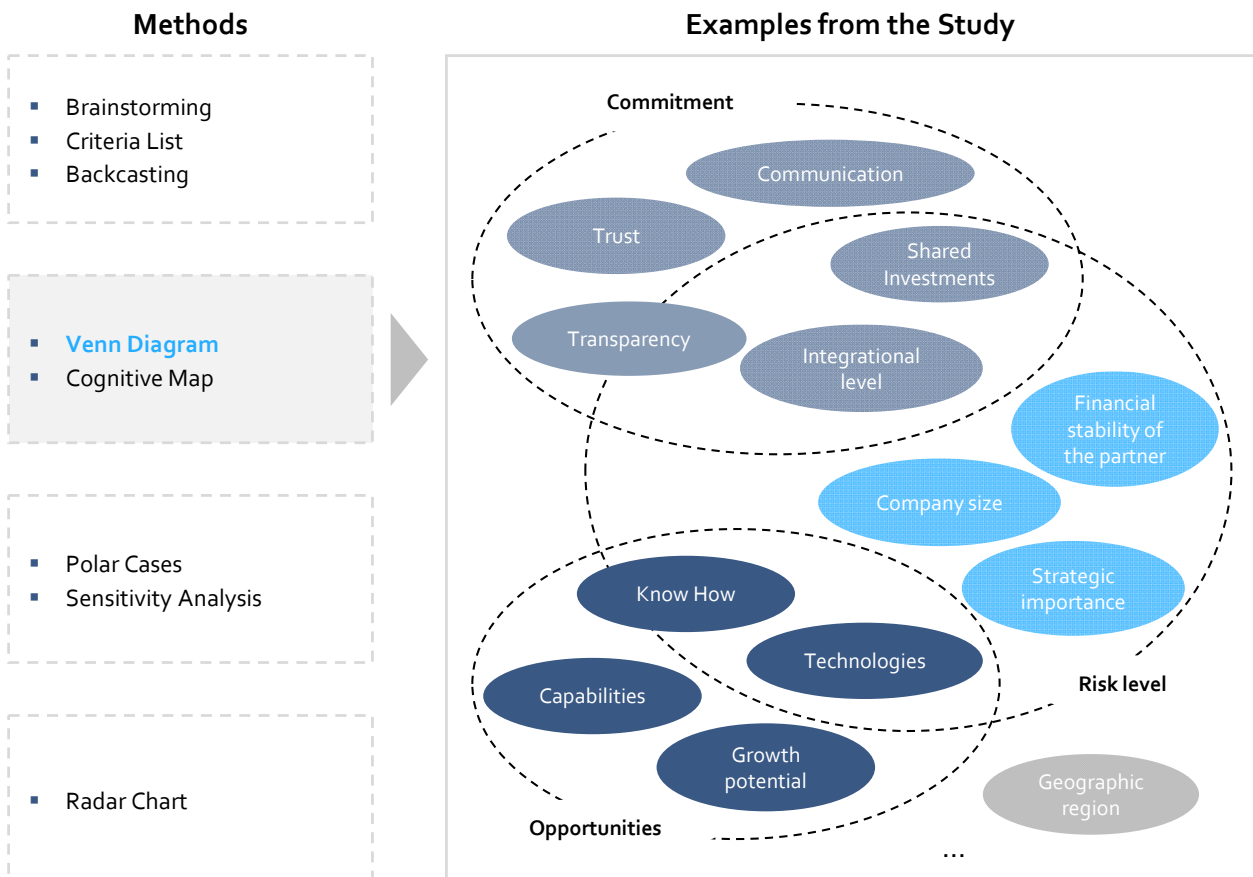 Methods
Examples from the Study
Brainstorming
Criteria List
Backcasting
Venn Diagram
Cognitive Map
Polar Cases
Sensitivity Analysis
Radar Chart
Commitment
Communication
Trust
Shared
Investments
Transparency
Integrational
level
Financial
stability of
the partner
Company size
Strategic
importance
Know How
Technologies
Capabilities
Risk level
Growth
potential
Geographic
region
Opportunities
...